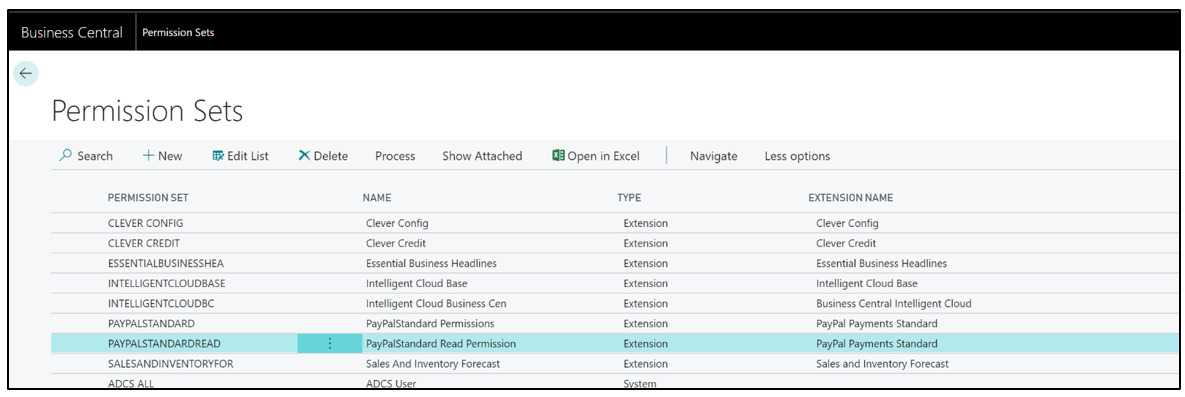 Business Central Permission Sets
Permission Sets
Search New Edit List Delete Process Show Attached Open in Excel Navigate Less options
PERMISSION SET NAME TYPE EXTENSION NAME
CLEVER CONFIG Clever Config Extension Clever Config
CLEVER CREDIT Clever Credit Extension Clever Credit
ESSENTIALBUSINESSHEA Essential Business Headlines Extension Essential Business Headlines
INTELLIGENTCLOUDBASE Intelligent Cloud Base Extension Intelligent Cloud Base
INTELLIGENTCLOUDBC Intelligent Cloud Business Cen Extension Business Central Intelligent Cloud
PAYPALSTANDARD PayPalStandard Permissions Extension PayPal Payments Standard
PAYPALSTANDARDREAD PayPalStandard Read Permission Extension PayPal Payments Standard
SALESANDINVENTORYFOR Sales And Inventory Forecast Extension Sales and Inventory Forecast
ADCS ALL ADCS User System